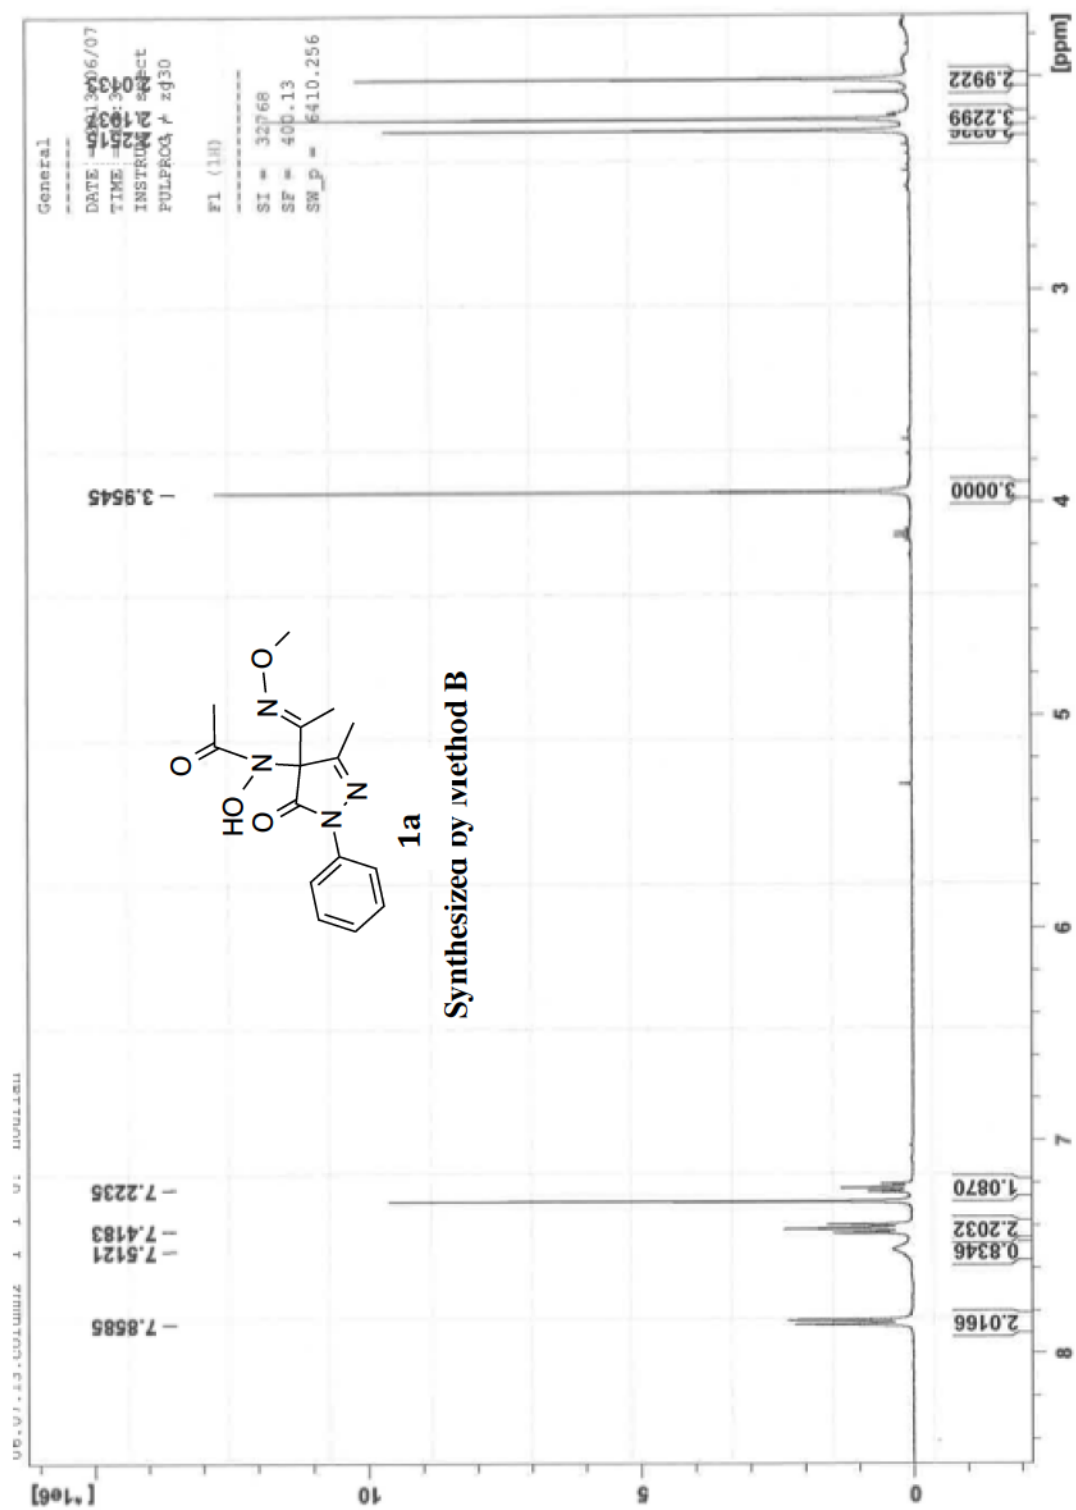 General
-------
DATE
TIME
INSTRUM spect
PULPROG zg30
F1 (1H)
-------
SI = 32768
SF = 400.13
SW_p = 6410.256
7.8585
7.5121
7.4183
7.2235
3.9545
HO
O
N
O
N
O
N
N
1a
Synthesized by Method B
2.0166
0.8346
2.2032
1.0870
3.0000
3.2299
2.9922
8
7
6
5
4
3
[ppm]
[*1e6]
10
5
0